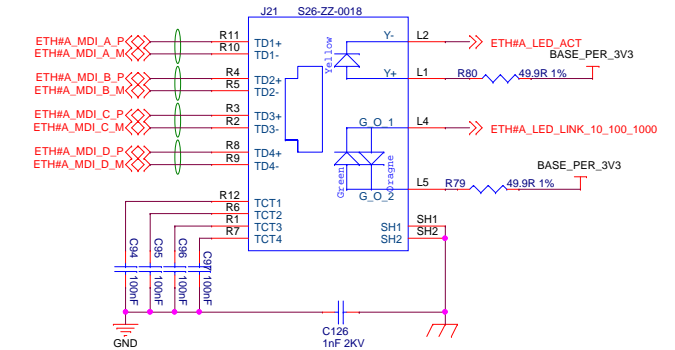 J21 S26-ZZ-0018
ETH#A_MDI_A_P R11 TD1+ Y- L2 ETH#A_LED_ACT
ETH#A_MDI_A_M R10 TD1-
Yellow
BASE_PER_3V3
ETH#A_MDI_B_P R4 TD2+ Y+ L1 R80 49.9R 1%
ETH#A_MDI_B_M R5 TD2-
ETH#A_MDI_C_P R3 TD3+
ETH#A_MDI_C_M R2 TD3- G_O_1 L4 ETH#A_LED_LINK_10_100_1000
ETH#A_MDI_D_P R8 TD4+
ETH#A_MDI_D_M R9 TD4-
Green Oragne
BASE_PER_3V3
R12 TCT1 G_O_2 L5 R79 49.9R 1%
R6 TCT2
R1 TCT3 SH1 SH1
R7 TCT4 SH2 SH2
C94 100nF
C95 100nF
C96 100nF
C97 100nF
GND
C126
1nF 2KV